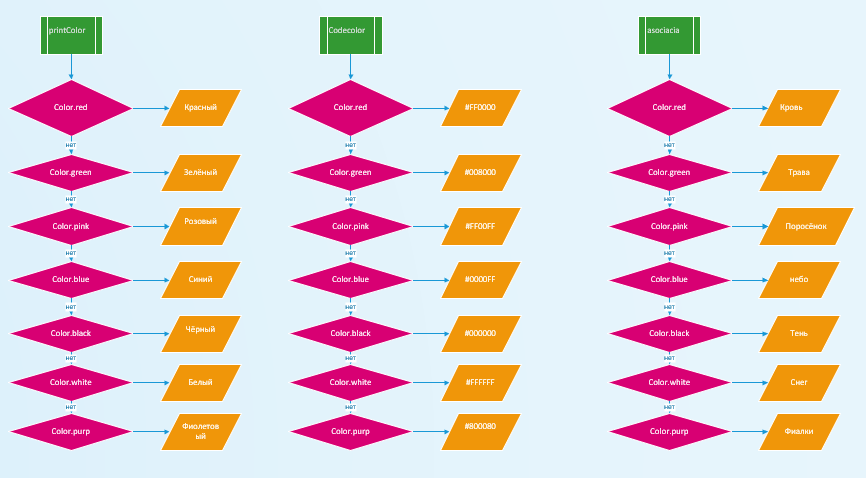 printColor
Color.red
Красный
нет
Color.green
Зелёный
нет
Color.pink
Розовый
нет
Color.blue
Синий
нет
Color.black
Чёрный
нет
Color.white
Белый
нет
Color.purp
Фиолетов
ый
Codecolor
Color.red
#FF0000
нет
Color.green
#008000
нет
Color.pink
#FF00FF
нет
Color.blue
#0000FF
нет
Color.black
#000000
нет
Color.white
#FFFFFF
нет
Color.purp
#800080
asociacia
Color.red
Кровь
нет
Color.green
Трава
нет
Color.pink
Поросёнок
нет
Color.blue
небо
нет
Color.black
Тень
нет
Color.white
Снег
нет
Color.purp
Фиалки